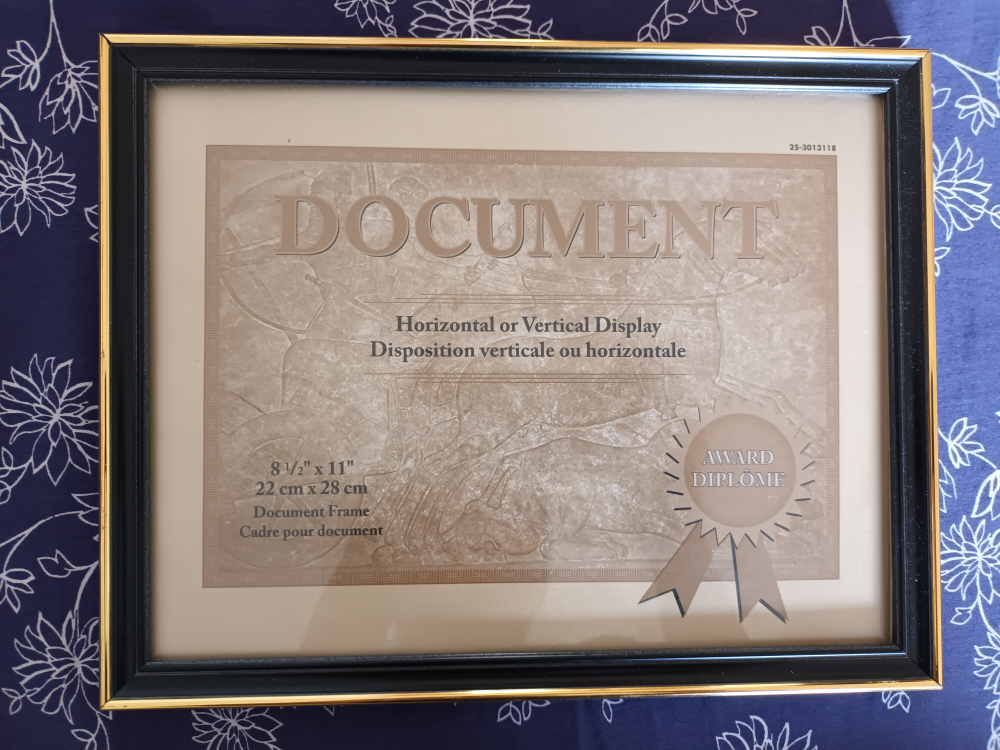 25-3013118
DOCUMENT
Horizontal or Vertical Display
Disposition verticale ou horizontale
8 1/2" x 11"
22 cm x 28 cm
Document Frame
Cadre pour document
AWARD
DIPLÔME